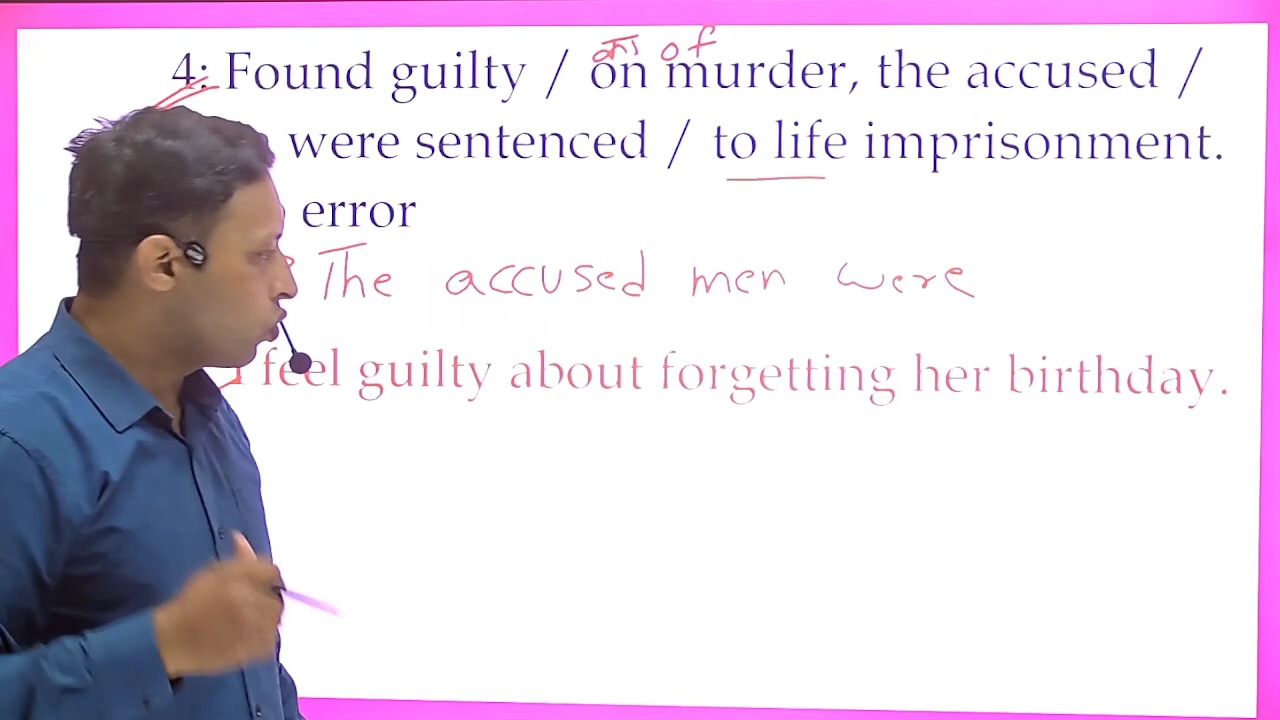 का of
4: Found guilty / on murder, the accused /
were sentenced / to life imprisonment.
error
The accused men were
feel guilty about forgetting her birthday.